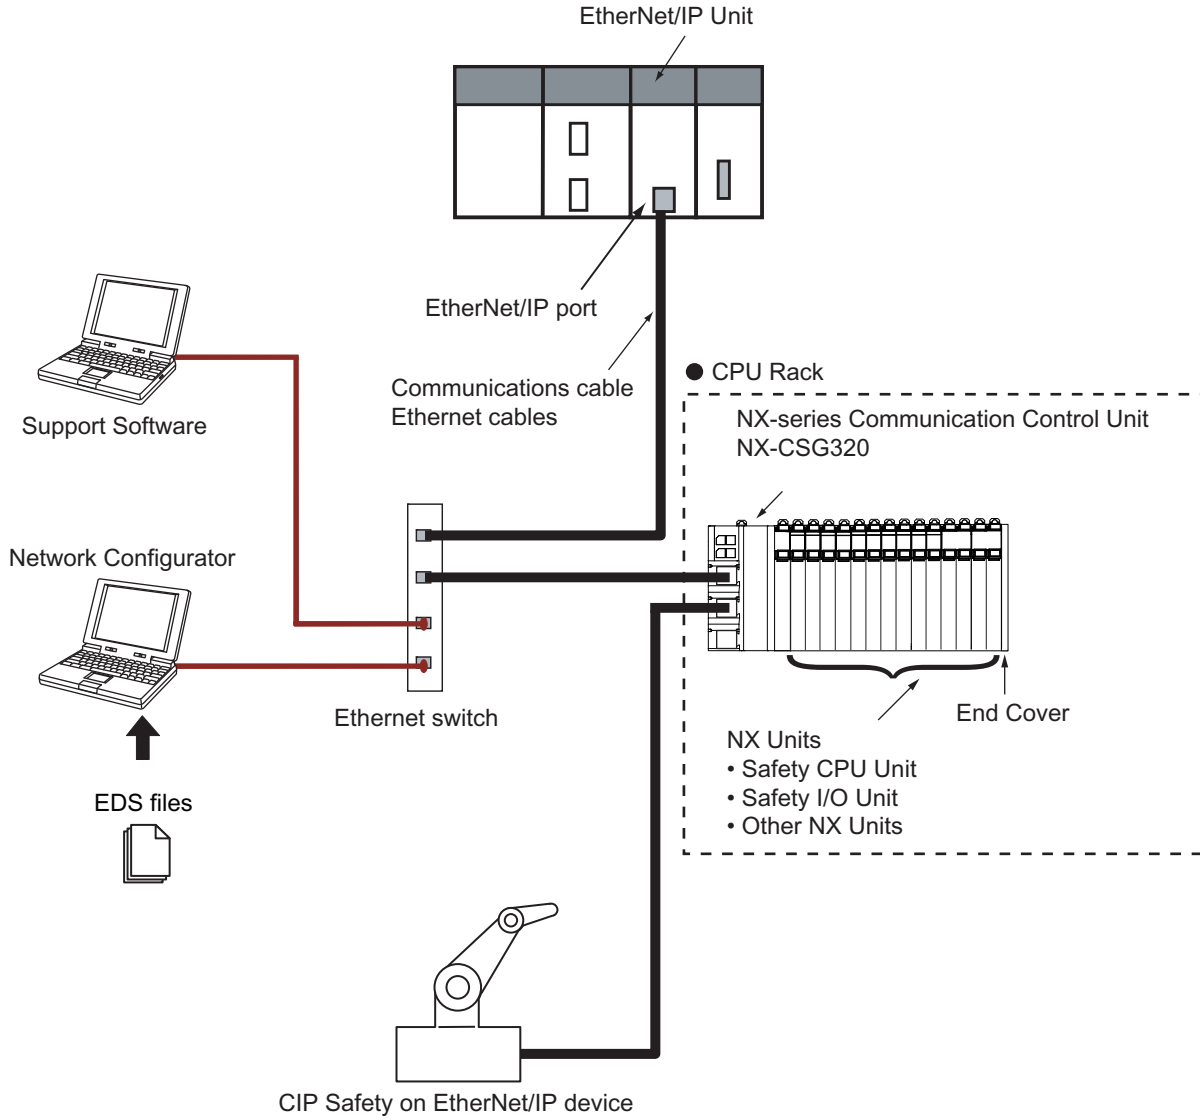 EtherNet/IP Unit
EtherNet/IP port
Communications cable
Ethernet cables
Support Software
● CPU Rack
NX-series Communication Control Unit
NX-CSG320
Network Configurator
Ethernet switch
End Cover
NX Units
• Safety CPU Unit
• Safety I/O Unit
• Other NX Units
EDS files
CIP Safety on EtherNet/IP device